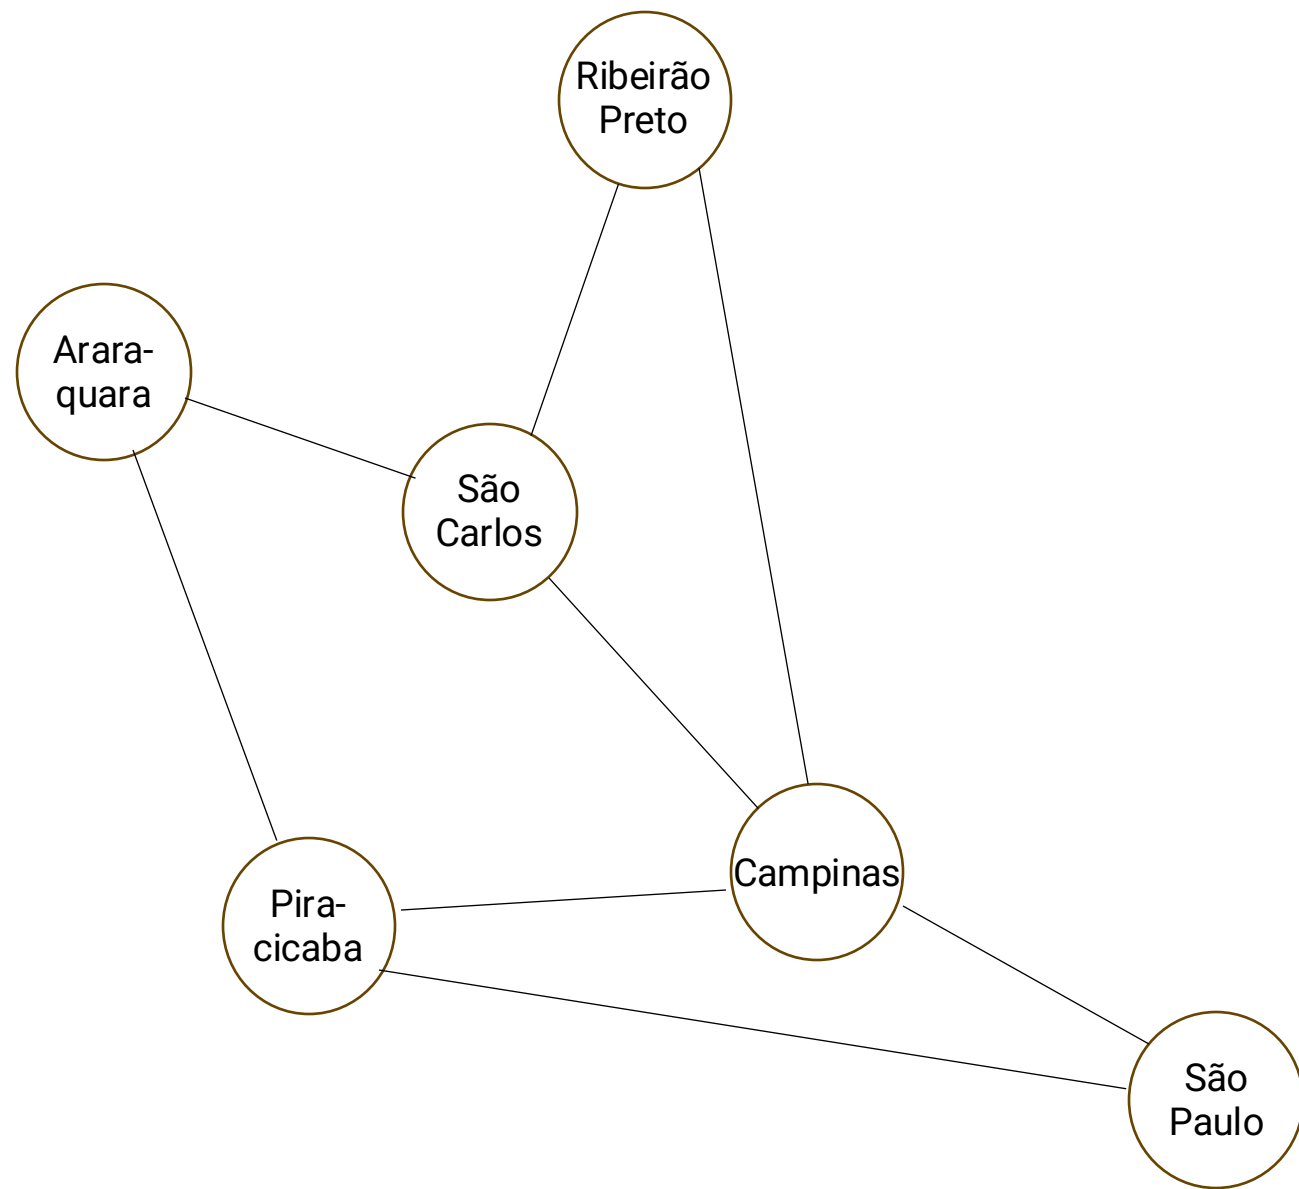 Ribeirão
Preto
Arara-
quara
São
Carlos
Campinas
Pira-
cicaba
São
Paulo